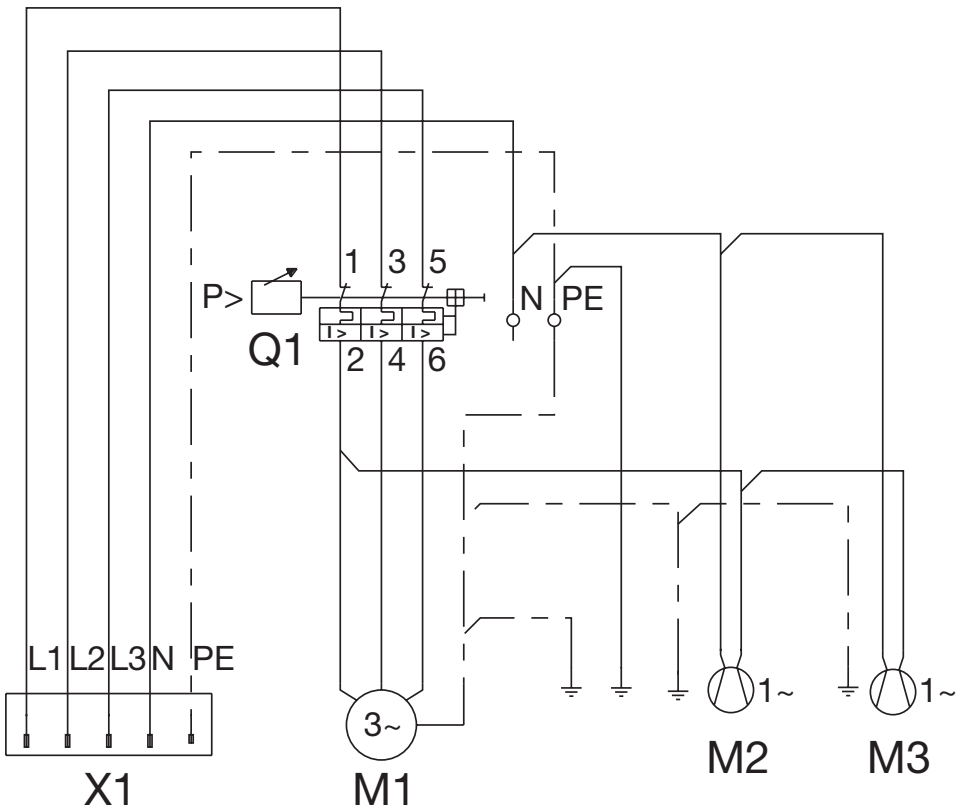 1 3 5
P> N PE
I > I > I >
Q1 2 4 6
L1 L2 L3 N PE
3~ 1~ 1~
X1 M1 M2 M3